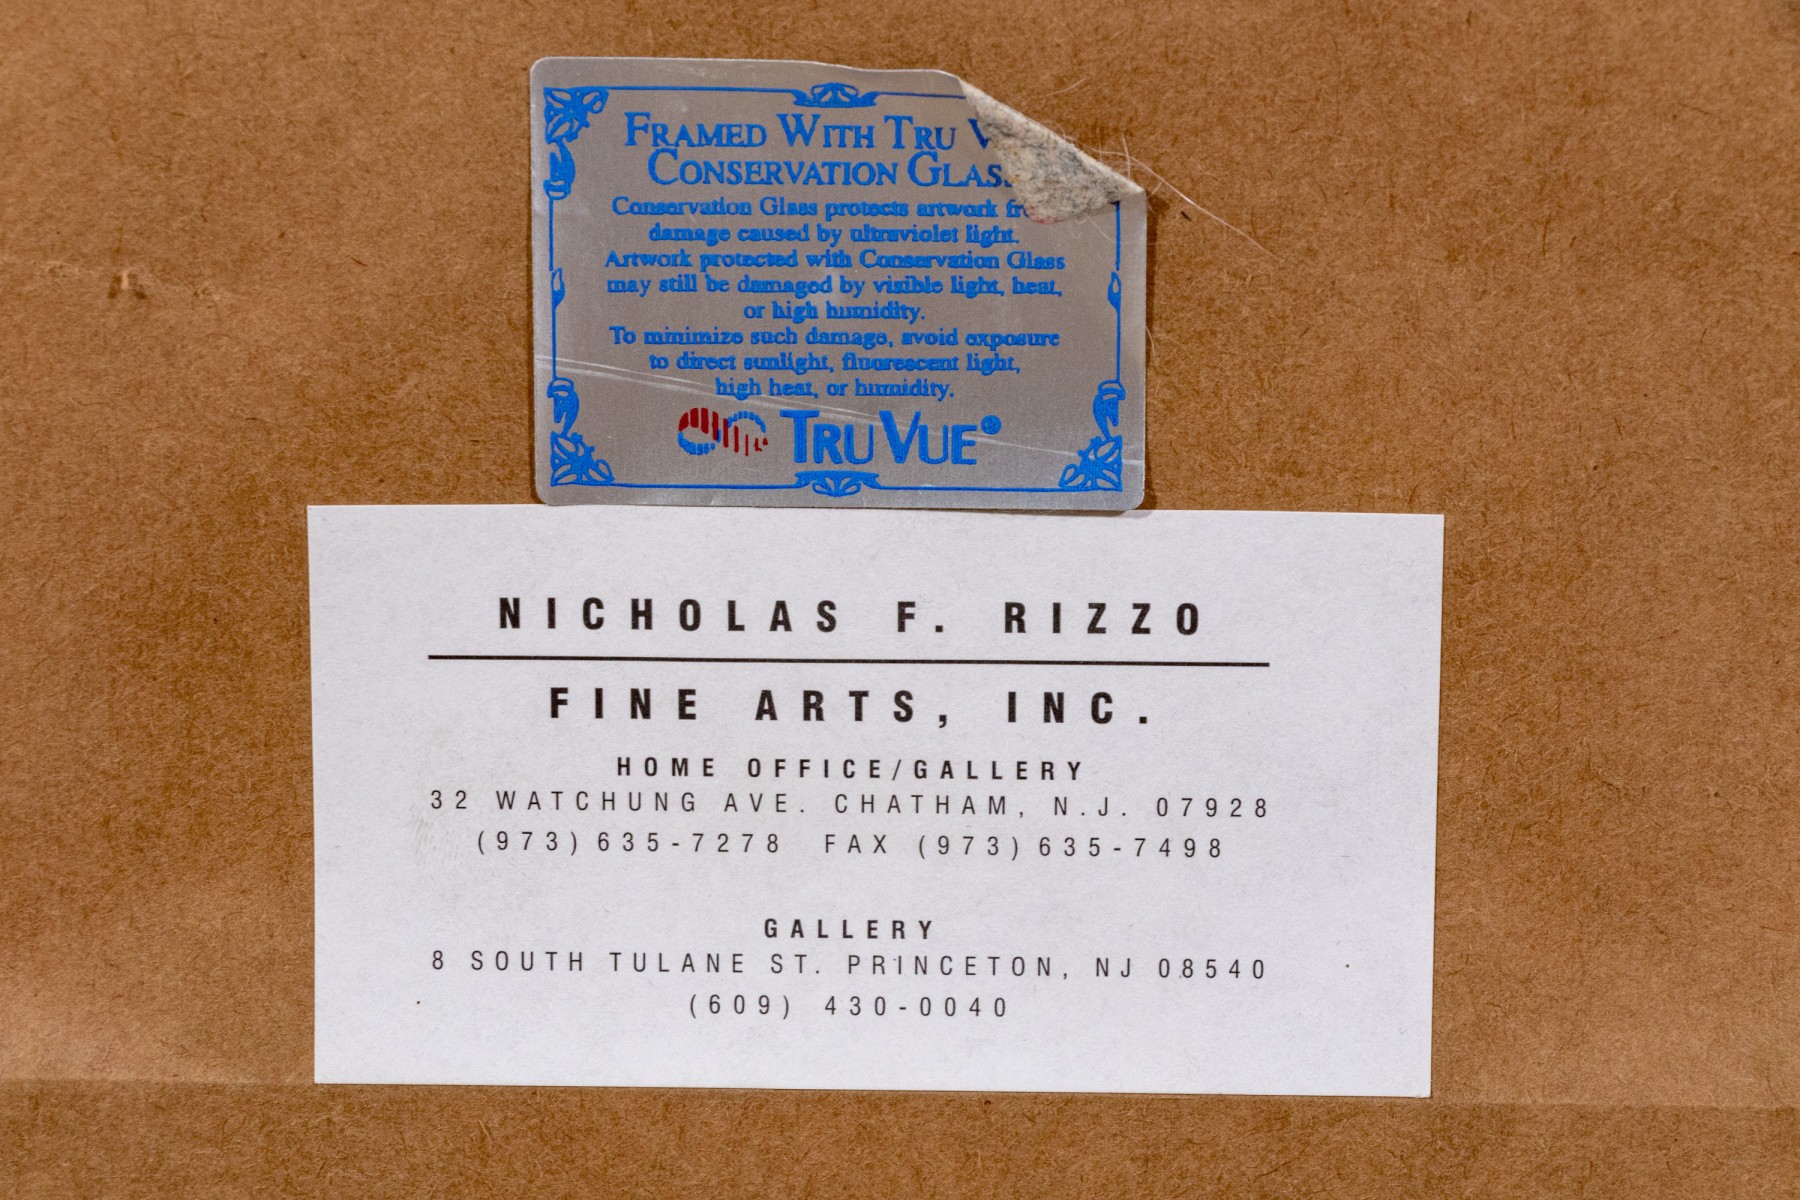 FRAMED WITH TRU
CONSERVATION GLASS
Conservation Glass protects artwork from
damage caused by ultraviolet light.
Artwork protected with Conservation Glass
may still be damaged by visible light, heat,
or high humidity.
To minimize such damage, avoid exposure
to direct sunlight, fluorescent light,
high heat, or humidity.
TRU VUE®
NICHOLAS F. RIZZO
FINE ARTS, INC.
HOME OFFICE/GALLERY
32 WATCHUNG AVE. CHATHAM, N.J. 07928
(973) 635-7278 FAX (973) 635-7498
GALLERY
8 SOUTH TULANE ST. PRINCETON, NJ 08540
(609) 430-0040